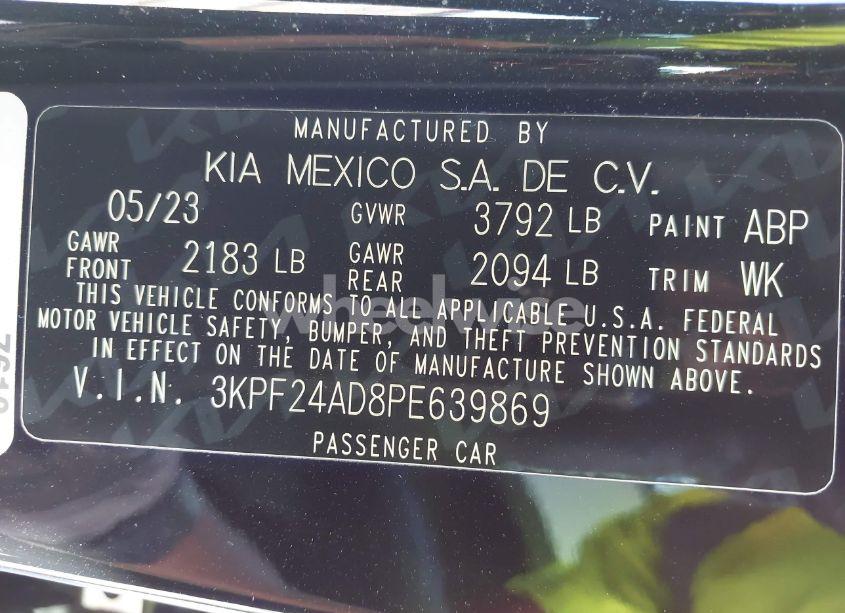 MANUFACTURED BY
KIA MEXICO S.A. DE C.V.
05/23 GVWR 3792 LB PAINT ABP
GAWR FRONT 2183 LB GAWR REAR 2094 LB TRIM WK
THIS VEHICLE CONFORMS TO ALL APPLICABLE U.S.A. FEDERAL
MOTOR VEHICLE SAFETY, BUMPER, AND THEFT PREVENTION STANDARDS
IN EFFECT ON THE DATE OF MANUFACTURE SHOWN ABOVE.
V.I.N. 3KPF24AD8PE639869
PASSENGER CAR
wheelwise